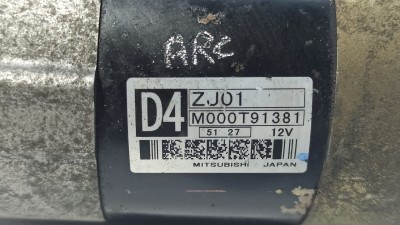 ARC
D4 ZJ01
M000T91381
51 27 12V
MITSUBISHI JAPAN